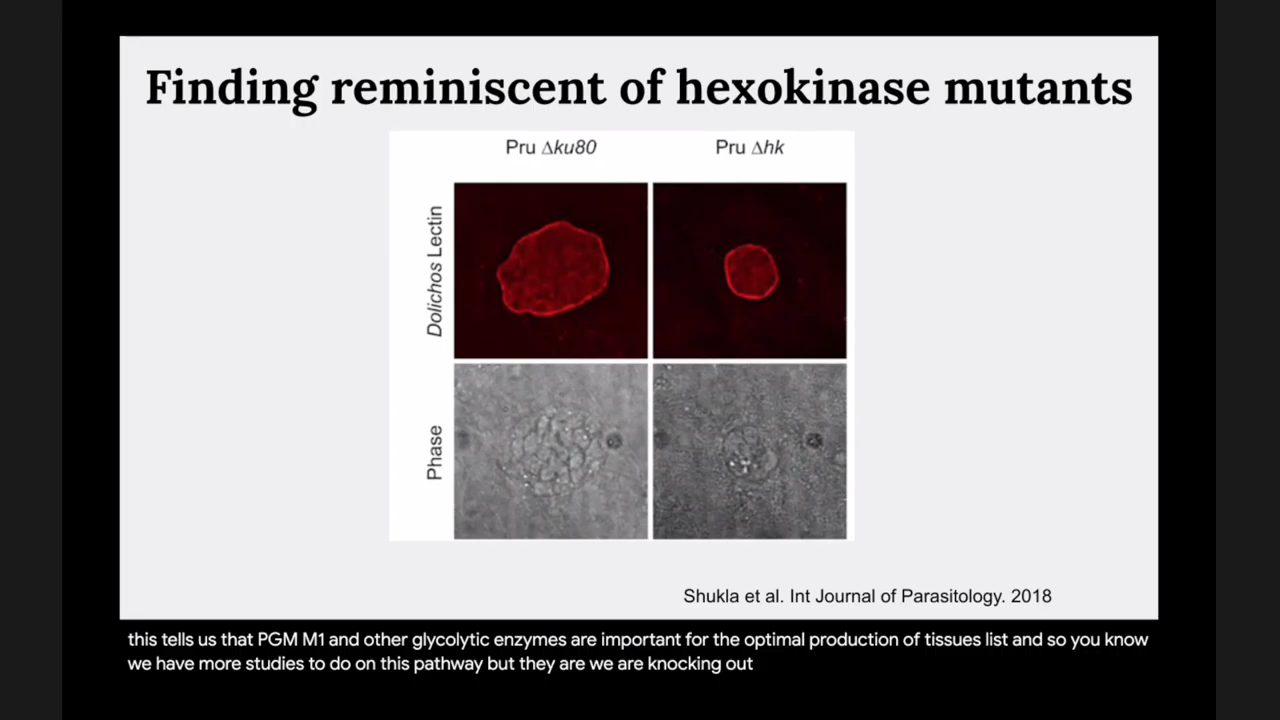 Finding reminiscent of hexokinase mutants
Pru Δku80
Pru Δhk
Dolichos Lectin
Phase
Shukla et al. Int Journal of Parasitology. 2018
this tells us that PGM M1 and other glycolytic enzymes are important for the optimal production of tissues list and so you know
we have more studies to do on this pathway but they are we are knocking out